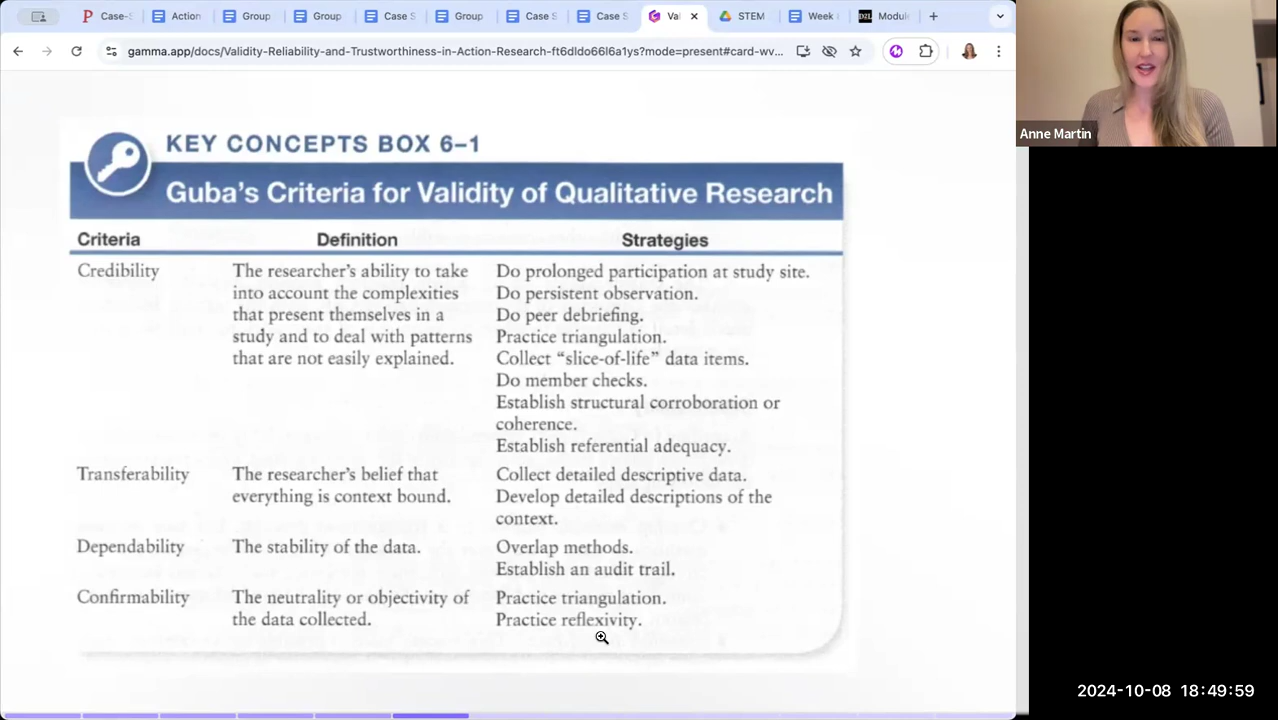 Case-S
Action
Group
Group
Case S
Group
Case S
Case S
Val
STEM
Week
D2L
Module
gamma.app/docs/Validity-Reliability-and-Trustworthiness-in-Action-Research-ft6dldo66l6a1ys?mode=present#card-wv...
Anne Martin
KEY CONCEPTS BOX 6–1
Guba's Criteria for Validity of Qualitative Research
Criteria Definition Strategies
Credibility The researcher's ability to take Do prolonged participation at study site.
into account the complexities Do persistent observation.
that present themselves in a Do peer debriefing.
study and to deal with patterns Practice triangulation.
that are not easily explained. Collect “slice-of-life” data items.
Do member checks.
Establish structural corroboration or
coherence.
Establish referential adequacy.
Transferability The researcher's belief that Collect detailed descriptive data.
everything is context bound. Develop detailed descriptions of the
context.
Dependability The stability of the data. Overlap methods.
Establish an audit trail.
Confirmability The neutrality or objectivity of Practice triangulation.
the data collected. Practice reflexivity.
2024-10-08 18:49:59